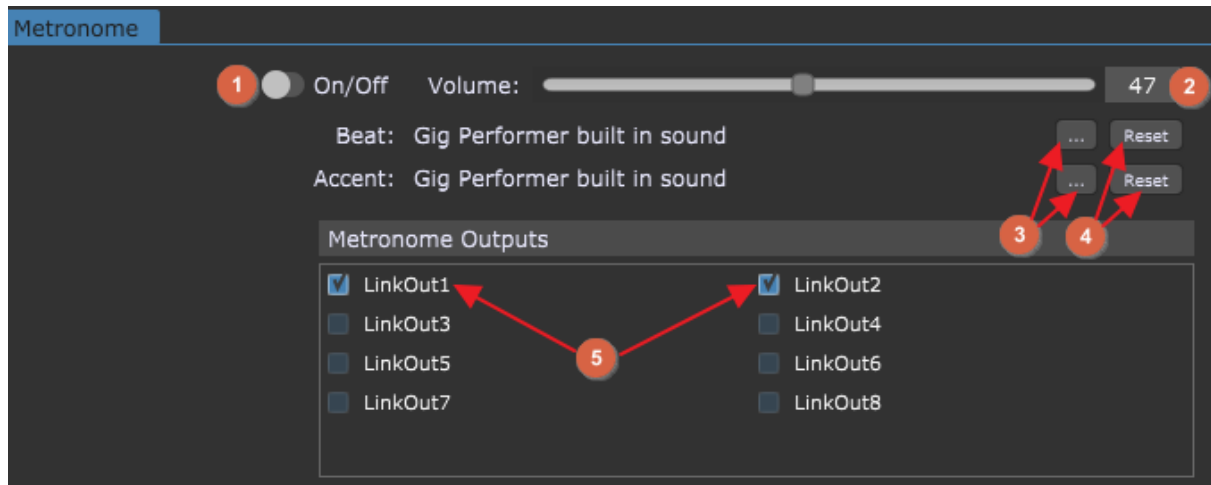 Metronome
1 On/Off Volume: 47 2
Beat: Gig Performer built in sound ... Reset
Accent: Gig Performer built in sound ... Reset
3 4
Metronome Outputs
LinkOut1 LinkOut2
LinkOut3 LinkOut4
5
LinkOut5 LinkOut6
LinkOut7 LinkOut8